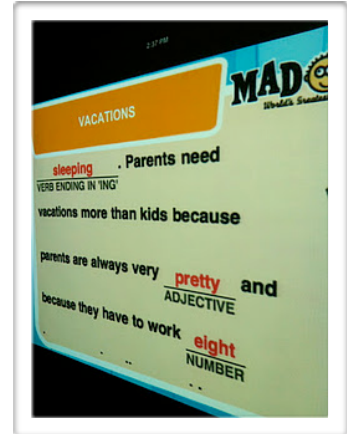 2:37 PM
MAD
World's Greatest
VACATIONS
sleeping . Parents need
VERB ENDING IN 'ING'
vacations more than kids because
parents are always very pretty and
ADJECTIVE
because they have to work eight
NUMBER